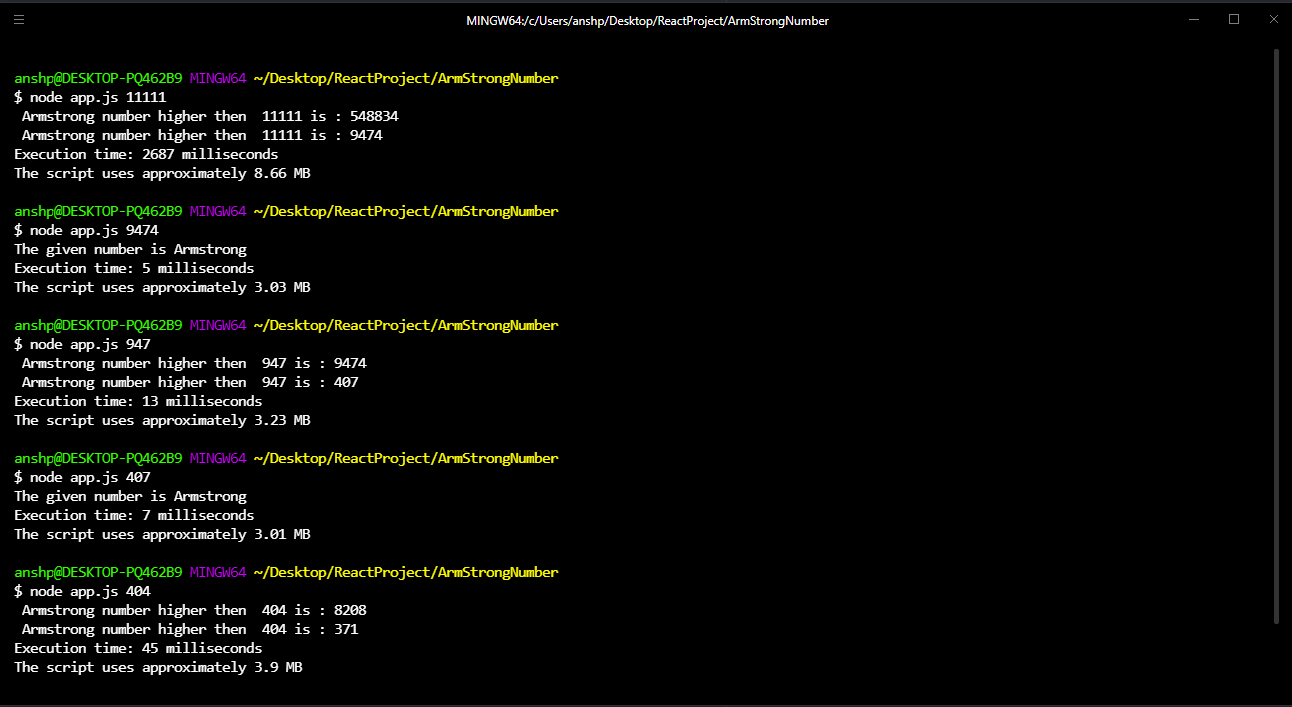 MINGW64:/c/Users/anshp/Desktop/ReactProject/ArmStrongNumber
anshp@DESKTOP-PQ462B9 MINGW64 ~/Desktop/ReactProject/ArmStrongNumber
$ node app.js 11111
 Armstrong number higher then  11111 is : 548834
 Armstrong number higher then  11111 is : 9474
Execution time: 2687 milliseconds
The script uses approximately 8.66 MB
anshp@DESKTOP-PQ462B9 MINGW64 ~/Desktop/ReactProject/ArmStrongNumber
$ node app.js 9474
The given number is Armstrong
Execution time: 5 milliseconds
The script uses approximately 3.03 MB
anshp@DESKTOP-PQ462B9 MINGW64 ~/Desktop/ReactProject/ArmStrongNumber
$ node app.js 947
 Armstrong number higher then  947 is : 9474
 Armstrong number higher then  947 is : 407
Execution time: 13 milliseconds
The script uses approximately 3.23 MB
anshp@DESKTOP-PQ462B9 MINGW64 ~/Desktop/ReactProject/ArmStrongNumber
$ node app.js 407
The given number is Armstrong
Execution time: 7 milliseconds
The script uses approximately 3.01 MB
anshp@DESKTOP-PQ462B9 MINGW64 ~/Desktop/ReactProject/ArmStrongNumber
$ node app.js 404
 Armstrong number higher then  404 is : 8208
 Armstrong number higher then  404 is : 371
Execution time: 45 milliseconds
The script uses approximately 3.9 MB